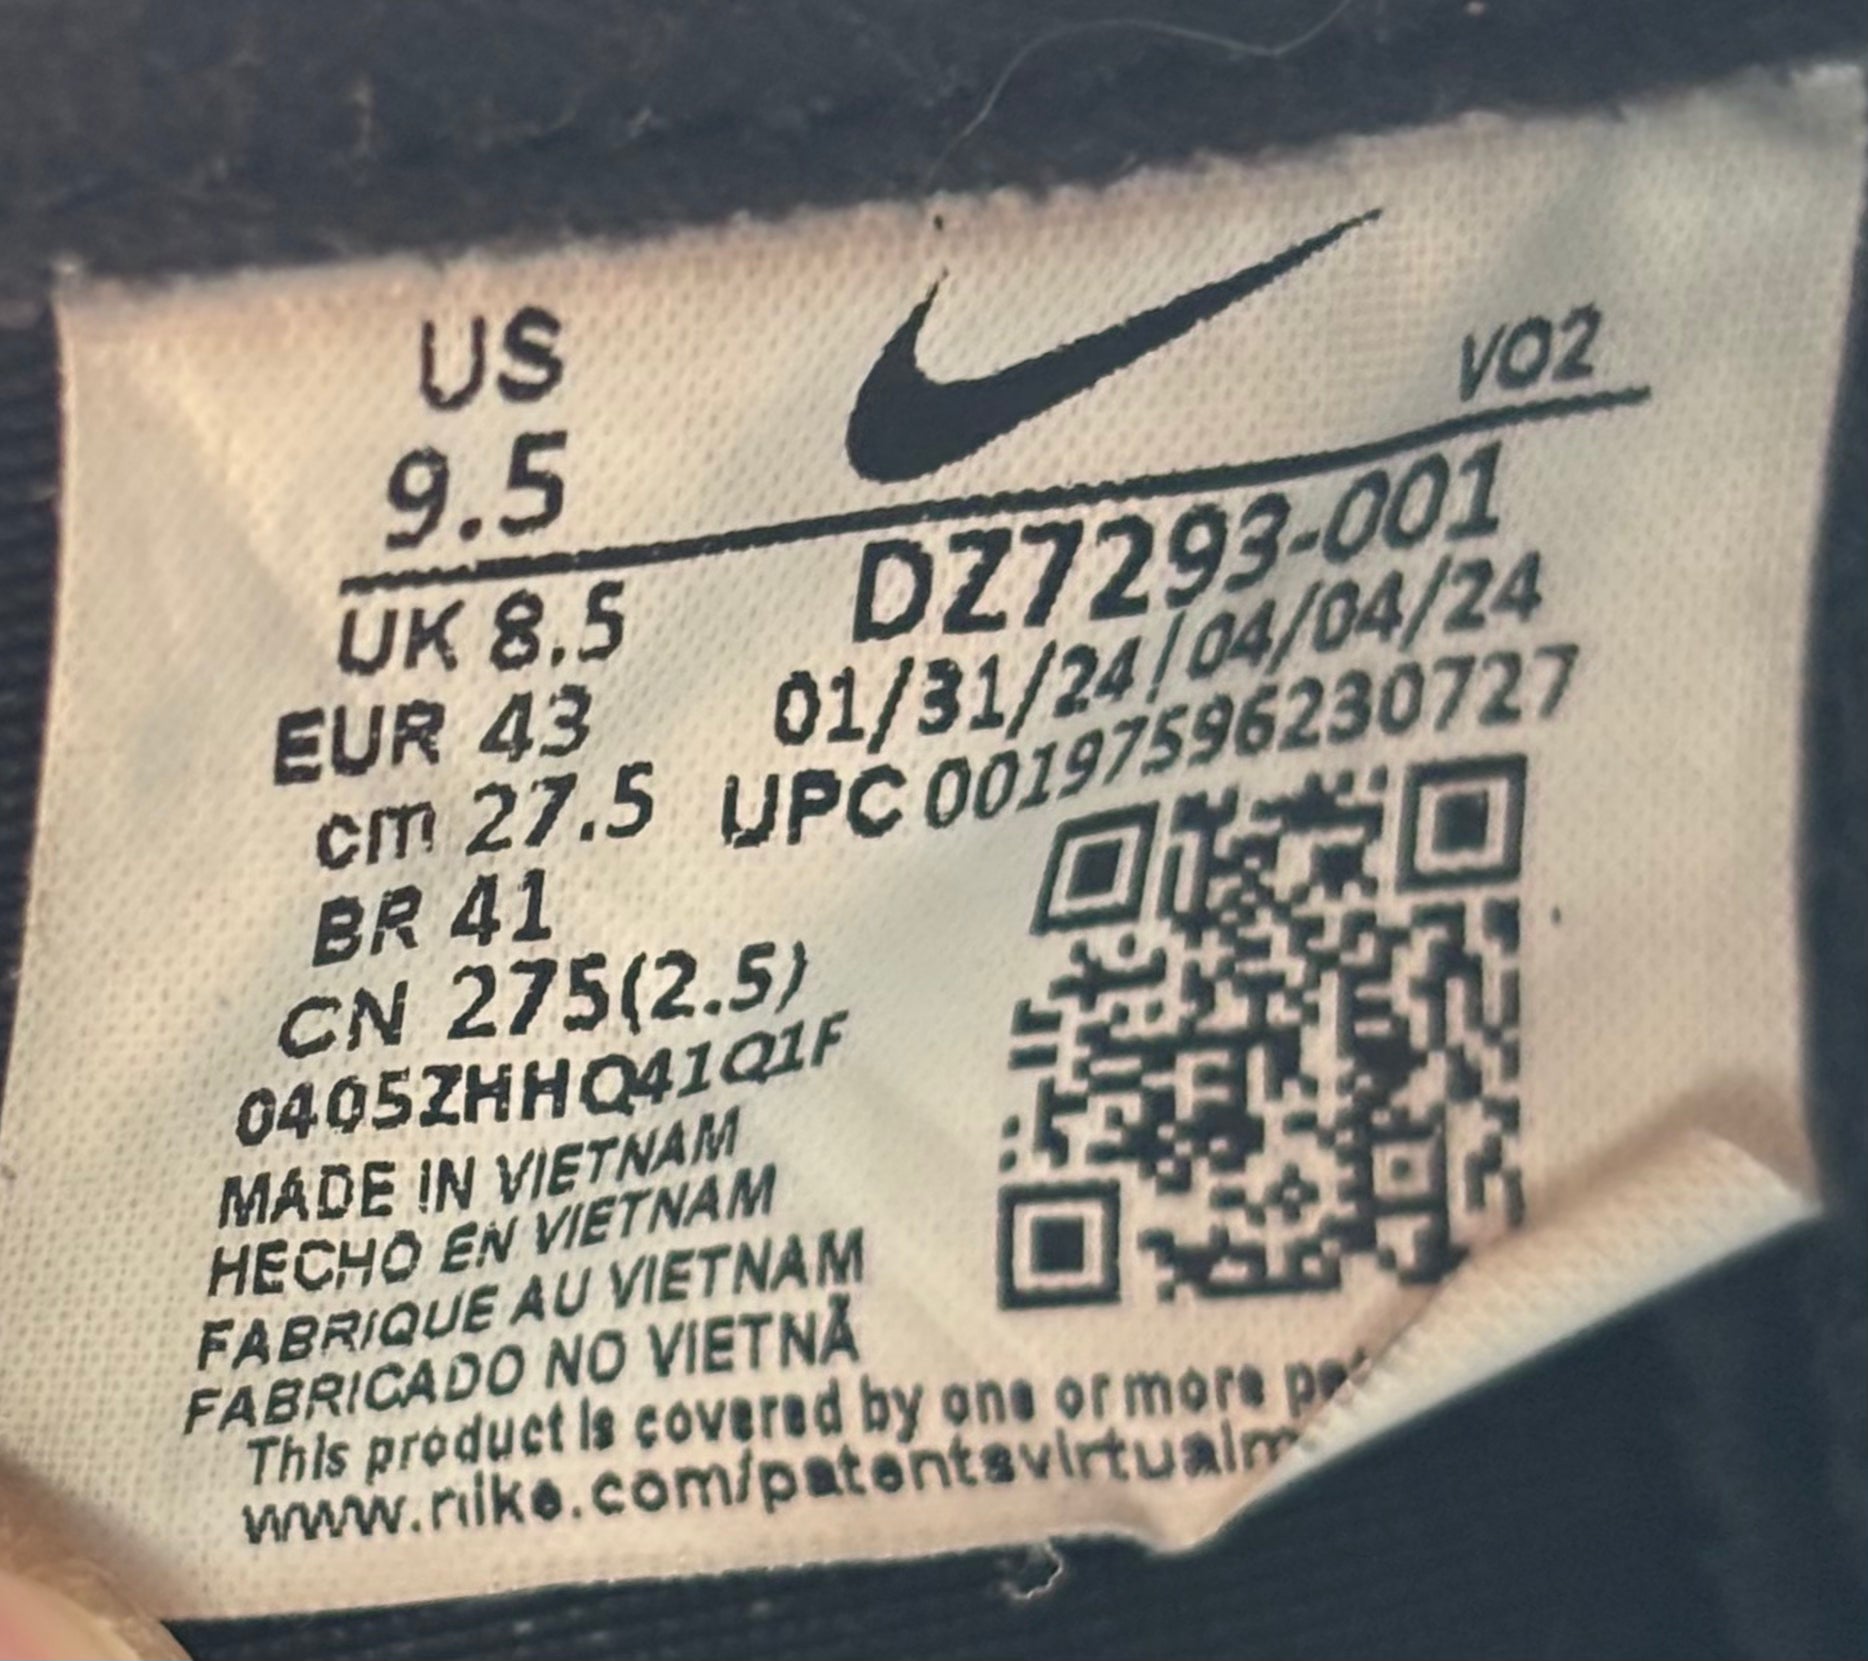 US
9.5
VO2
UK 8.5
EUR 43
cm 27.5
BR 41
CN 275(2.5)
DZ7293-001
01/31/24/04/04/24
UPC 00197596230727
0405ZHHQ41Q1F
MADE IN VIETNAM
HECHO EN VIETNAM
FABRIQUE AU VIETNAM
FABRICADO NO VIETNÃ
This product is covered by one or more
www.nike.com/patentsvirtualm